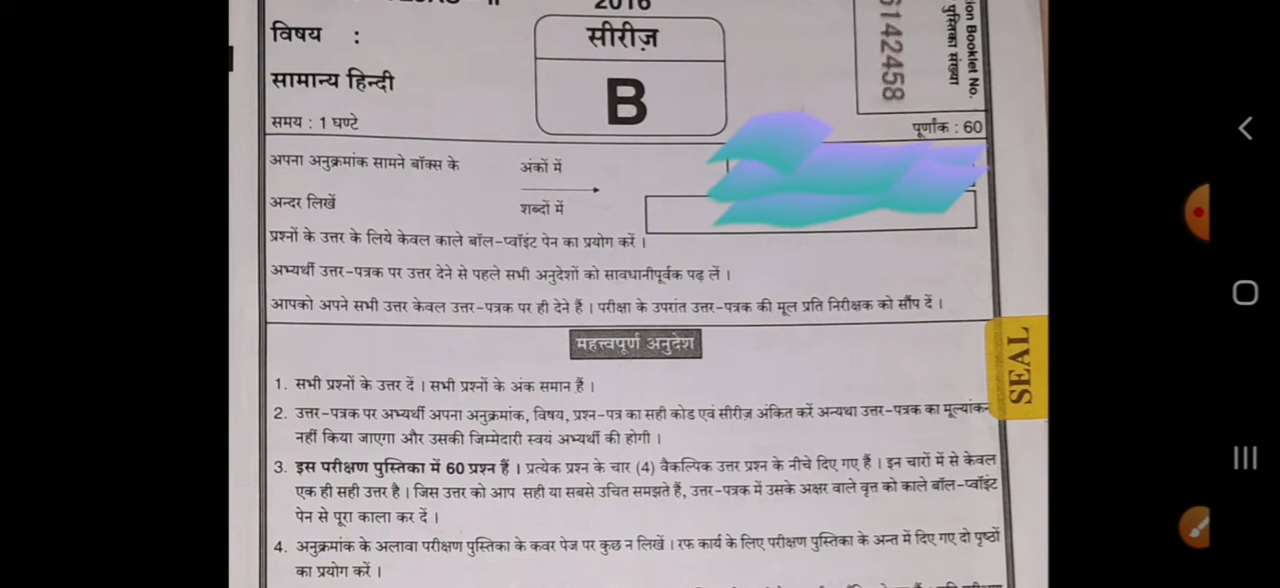 2016
विषय :
सीरीज़
सामान्य हिन्दी
B
6142458
ion Booklet No.
पुस्तिका संख्या
समय : 1 घण्टे
पूर्णांक : 60
अपना अनुक्रमांक सामने बॉक्स के
अंकों में
अन्दर लिखें
शब्दों में
प्रश्नों के उत्तर के लिये केवल काले बॉल-प्वॉइंट पेन का प्रयोग करें ।
अभ्यर्थी उत्तर-पत्रक पर उत्तर देने से पहले सभी अनुदेशों को सावधानीपूर्वक पढ़ लें ।
आपको अपने सभी उत्तर केवल उत्तर-पत्रक पर ही देने हैं । परीक्षा के उपरांत उत्तर-पत्रक की मूल प्रति निरीक्षक को सौंप दें ।
महत्त्वपूर्ण अनुदेश
SEAL
1. सभी प्रश्नों के उत्तर दें । सभी प्रश्नों के अंक समान हैं ।
2. उत्तर-पत्रक पर अभ्यर्थी अपना अनुक्रमांक, विषय, प्रश्न-पत्र का सही कोड एवं सीरीज़ अंकित करें अन्यथा उत्तर-पत्रक का मूल्यांकन
नहीं किया जाएगा और उसकी जिम्मेदारी स्वयं अभ्यर्थी की होगी ।
3. इस परीक्षण पुस्तिका में 60 प्रश्न हैं । प्रत्येक प्रश्न के चार (4) वैकल्पिक उत्तर प्रश्न के नीचे दिए गए हैं । इन चारों में से केवल
एक ही सही उत्तर है । जिस उत्तर को आप सही या सबसे उचित समझते हैं, उत्तर-पत्रक में उसके अक्षर वाले वृत्त को काले बॉल-प्वॉइंट
पेन से पूरा काला कर दें ।
4. अनुक्रमांक के अलावा परीक्षण पुस्तिका के कवर पेज पर कुछ न लिखें । रफ कार्य के लिए परीक्षण पुस्तिका के अन्त में दिए गए दो पृष्ठों
का प्रयोग करें ।